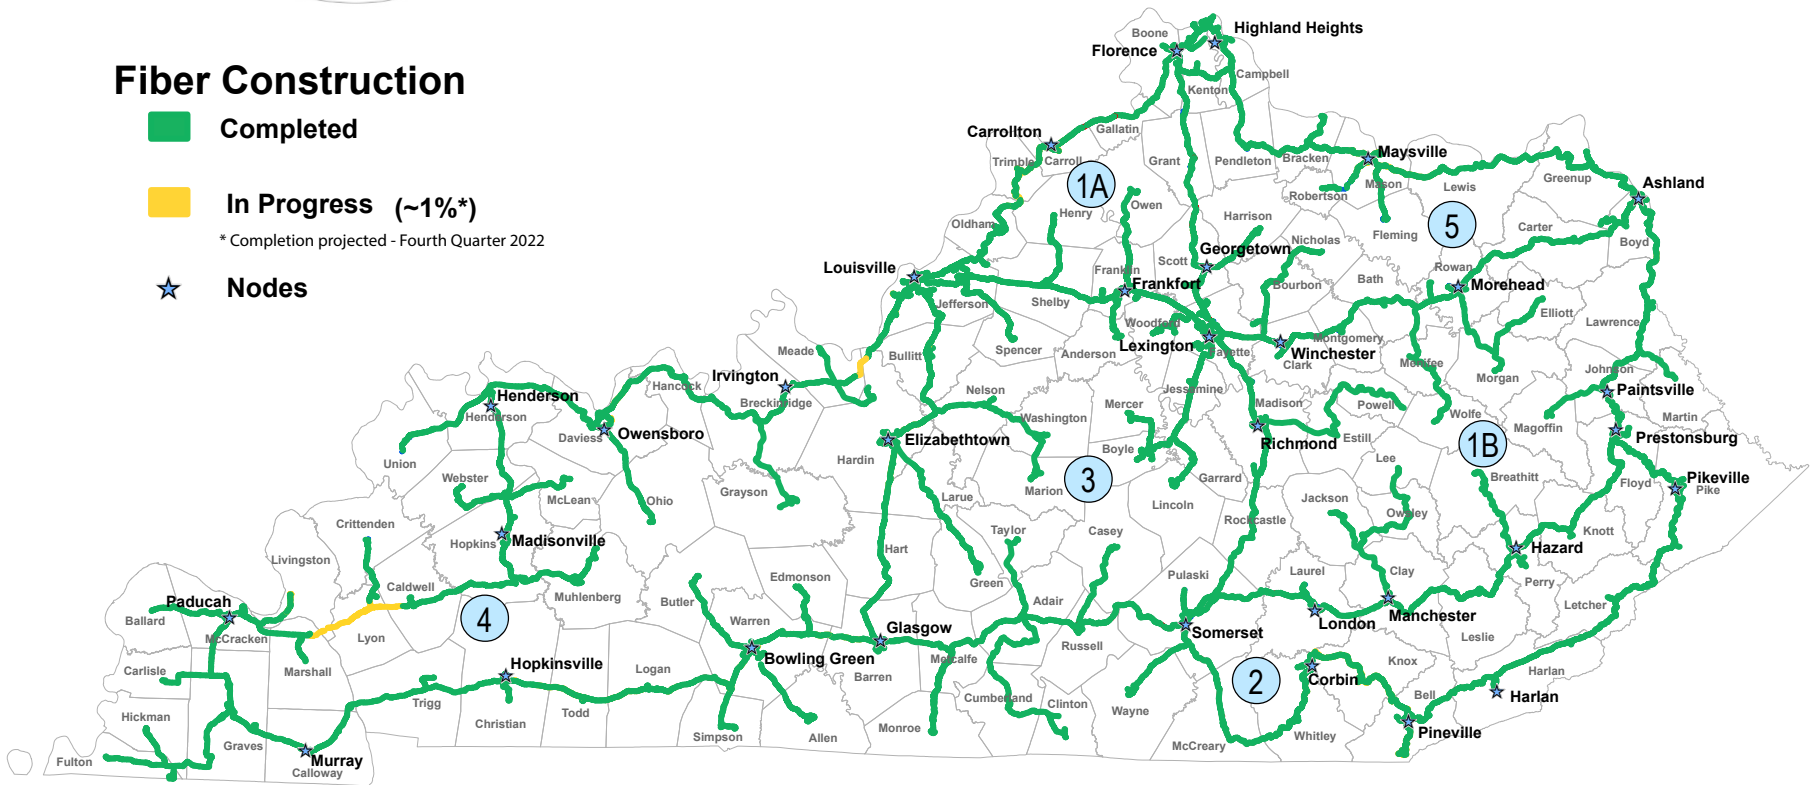 Fiber Construction
Completed
In Progress (~1%*)
* Completion projected - Fourth Quarter 2022
Nodes
Boone
Highland Heights
Florence
Campbell
Kenton
Carrollton
Gallatin
Trimble
Carroll
Grant
Pendleton
Bracken
Maysville
1A
Robertson
Mason
Lewis
Greenup
Ashland
Owen
Henry
Harrison
5
Oldham
Nicholas
Fleming
Carter
Boyd
Georgetown
Louisville
Scott
Franklin
Frankfort
Bourbon
Bath
Rowan
Morehead
Jefferson
Shelby
Woodford
Elliott
Lawrence
Lexington
Fayette
Montgomery
Winchester
Clark
Meade
Bullitt
Spencer
Anderson
Menifee
Morgan
Johnson
Irvington
Hancock
Breckinridge
Nelson
Jessamine
Paintsville
Henderson
Henderson
Washington
Mercer
Madison
Powell
Wolfe
Magoffin
Martin
Daviess
Owensboro
Elizabethtown
Richmond
Estill
1B
Prestonsburg
Union
Hardin
Boyle
Lee
Webster
McLean
Ohio
Grayson
Larue
Marion
3
Garrard
Breathitt
Floyd
Pikeville
Pike
Crittenden
Lincoln
Jackson
Owsley
Hopkins
Madisonville
Taylor
Casey
Rockcastle
Knott
Livingston
Hart
Hazard
Caldwell
Edmonson
Green
Pulaski
Laurel
Clay
Perry
Muhlenberg
Butler
Letcher
Paducah
Ballard
4
Warren
Adair
Manchester
London
McCracken
Lyon
Glasgow
Somerset
Leslie
Marshall
Hopkinsville
Logan
Bowling Green
Metcalfe
Russell
Carlisle
Barren
2
Corbin
Knox
Harlan
Trigg
Cumberland
Clinton
Wayne
Bell
Harlan
Hickman
Christian
Todd
Simpson
Allen
Monroe
McCreary
Whitley
Pineville
Graves
Murray
Fulton
Calloway